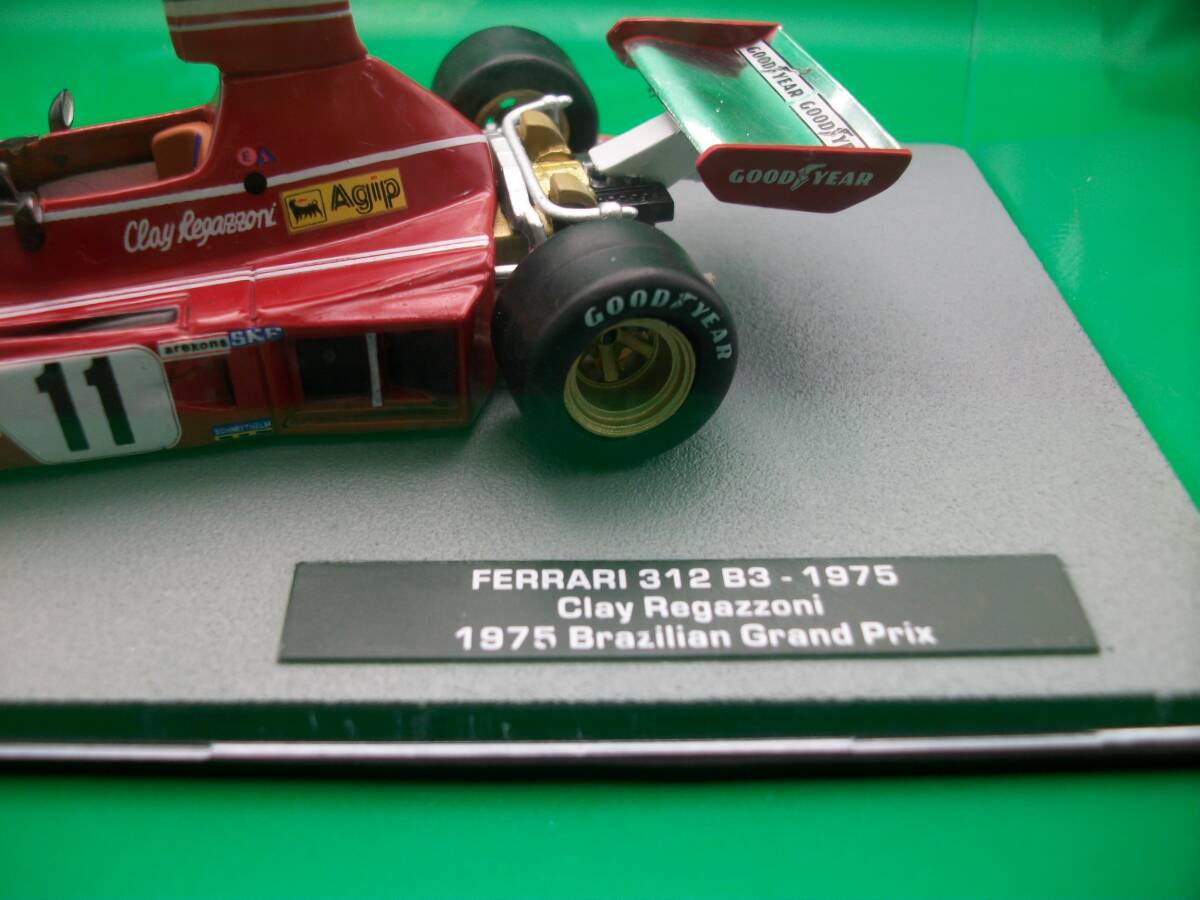 GOODYEAR GOODYEAR
GOODYEAR
E
Agip
Clay Regazzoni
GOODYEAR
arexons SKF
11
FERRARI 312 B3 - 1975
Clay Regazzoni
1975 Brazilian Grand Prix